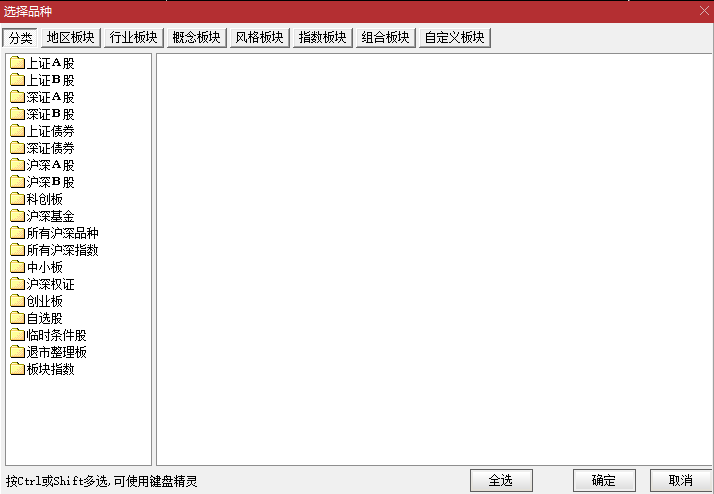 选择品种
分类 地区板块 行业板块 概念板块 风格板块 指数板块 组合板块 自定义板块
上证A股
上证B股
深证A股
深证B股
上证债券
深证债券
沪深A股
沪深B股
科创板
沪深基金
所有沪深品种
所有沪深指数
中小板
沪深权证
创业板
自选股
临时条件股
退市整理板
板块指数
按Ctrl或Shift多选,可使用键盘精灵 全选 确定 取消